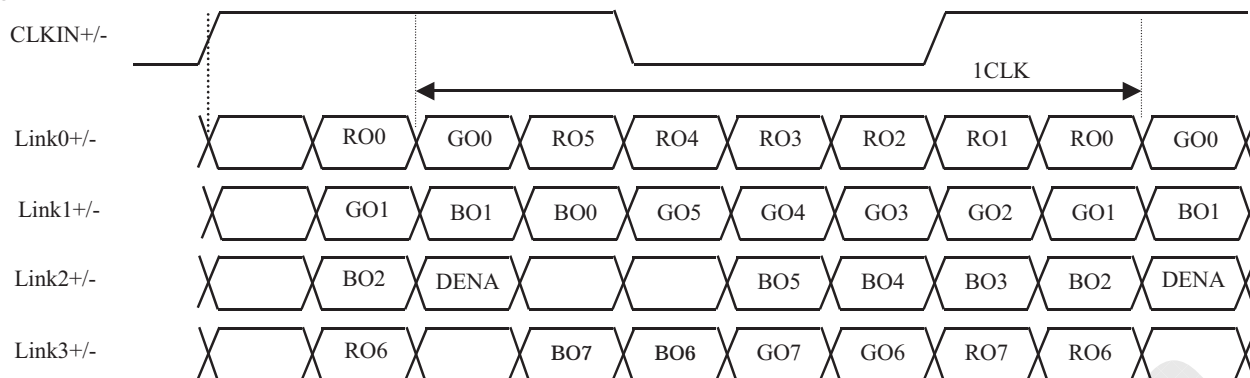 CLKIN+/-
1CLK
Link0+/- RO0 GO0 RO5 RO4 RO3 RO2 RO1 RO0 GO0
Link1+/- GO1 BO1 BO0 GO5 GO4 GO3 GO2 GO1 BO1
Link2+/- BO2 DENA BO5 BO4 BO3 BO2 DENA
Link3+/- RO6 BO7 BO6 GO7 GO6 RO7 RO6